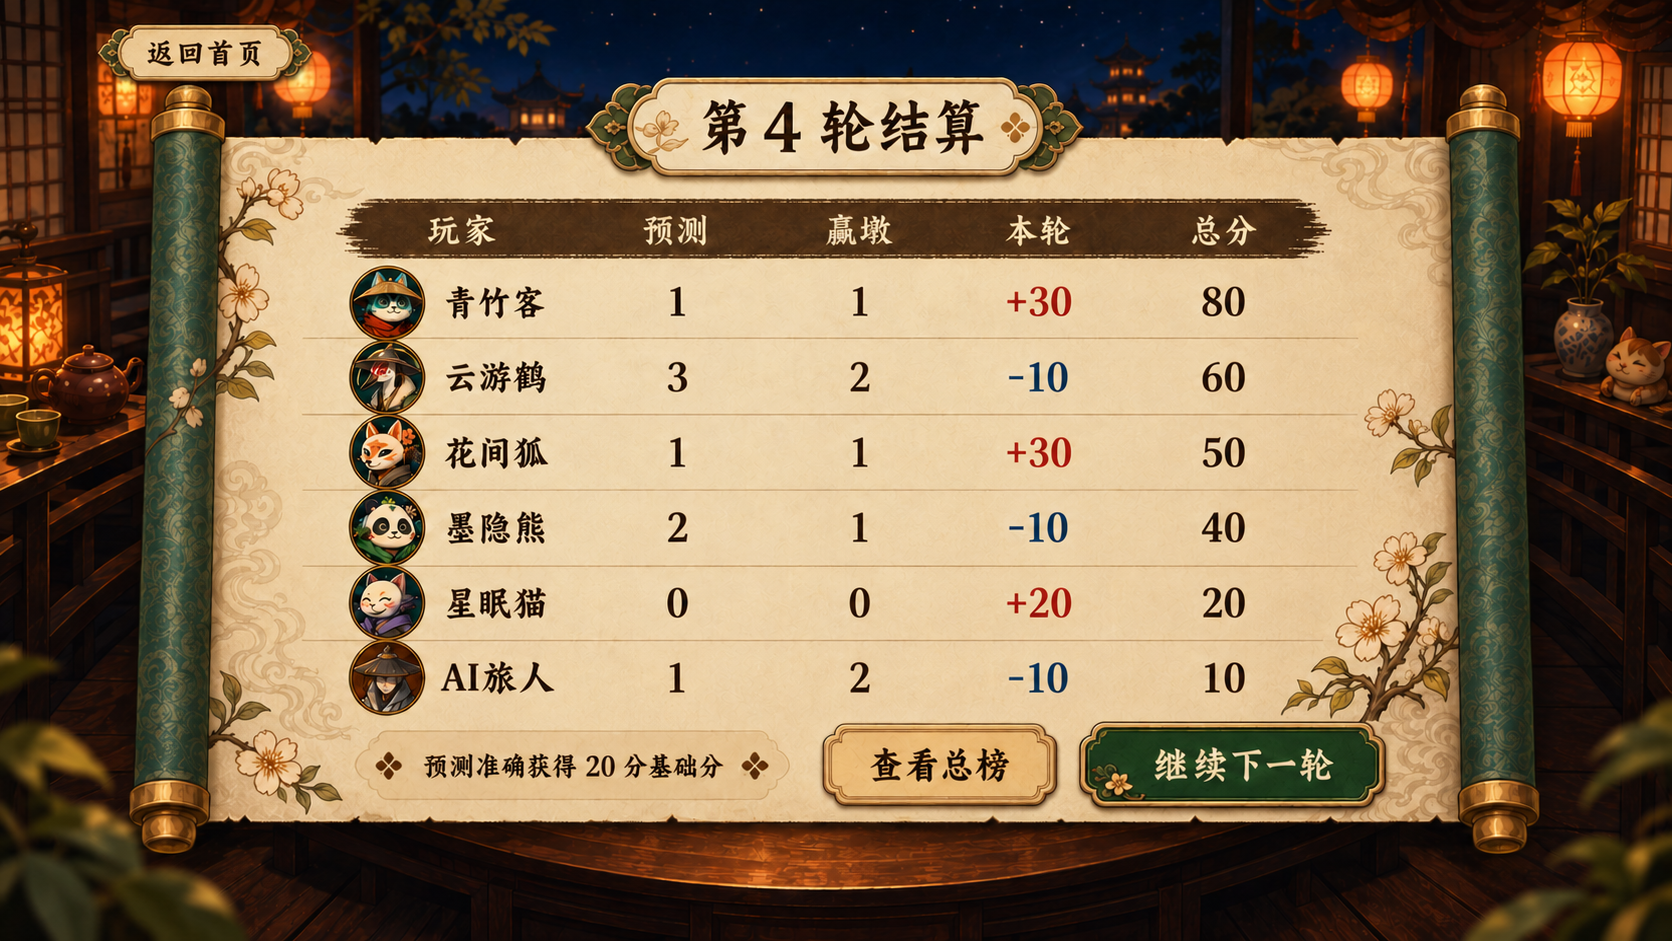 返回首页
第4轮结算
玩家 预测 赢墩 本轮 总分
青竹客 1 1 +30 80
云游鹤 3 2 -10 60
花间狐 1 1 +30 50
墨隐熊 2 1 -10 40
星眠猫 0 0 +20 20
AI旅人 1 2 -10 10
预测准确获得 20 分基础分
查看总榜
继续下一轮